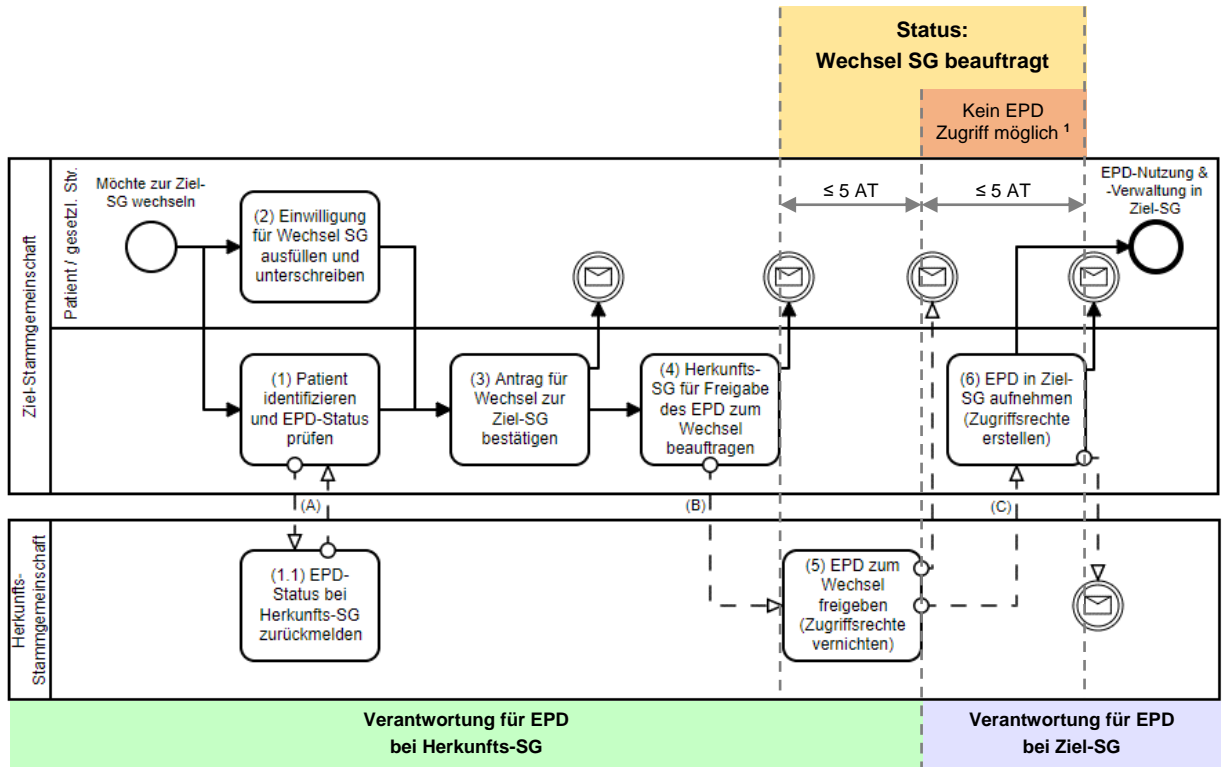 Status:
Wechsel SG beauftragt
Kein EPD
Zugriff möglich ¹
≤ 5 AT
≤ 5 AT
Ziel-Stammgemeinschaft
Patient / gesetzl. Stv.
Möchte zur Ziel-
SG wechseln
(2) Einwilligung
für Wechsel SG
ausfüllen und
unterschreiben
EPD-Nutzung &
-Verwaltung in
Ziel-SG
(1) Patient
identifizieren
und EPD-Status
prüfen
(3) Antrag für
Wechsel zur
Ziel-SG
bestätigen
(4) Herkunfts-
SG für Freigabe
des EPD zum
Wechsel
beauftragen
(6) EPD in Ziel-
SG aufnehmen
(Zugriffsrechte
erstellen)
(A)
(B)
(C)
Herkunfts-
Stammgemeinschaft
(1.1) EPD-
Status bei
Herkunfts-SG
zurückmelden
(5) EPD zum
Wechsel
freigeben
(Zugriffsrechte
vernichten)
Verantwortung für EPD
bei Herkunfts-SG
Verantwortung für EPD
bei Ziel-SG